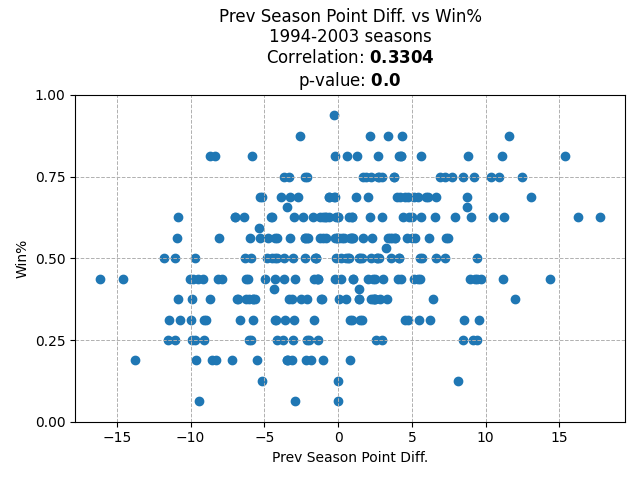 Prev Season Point Diff. vs Win%
1994-2003 seasons
Correlation: 0.3304
p-value: 0.0
1.00
0.75
0.50
0.25
0.00
Win%
−15 −10 −5 0 5 10 15
Prev Season Point Diff.